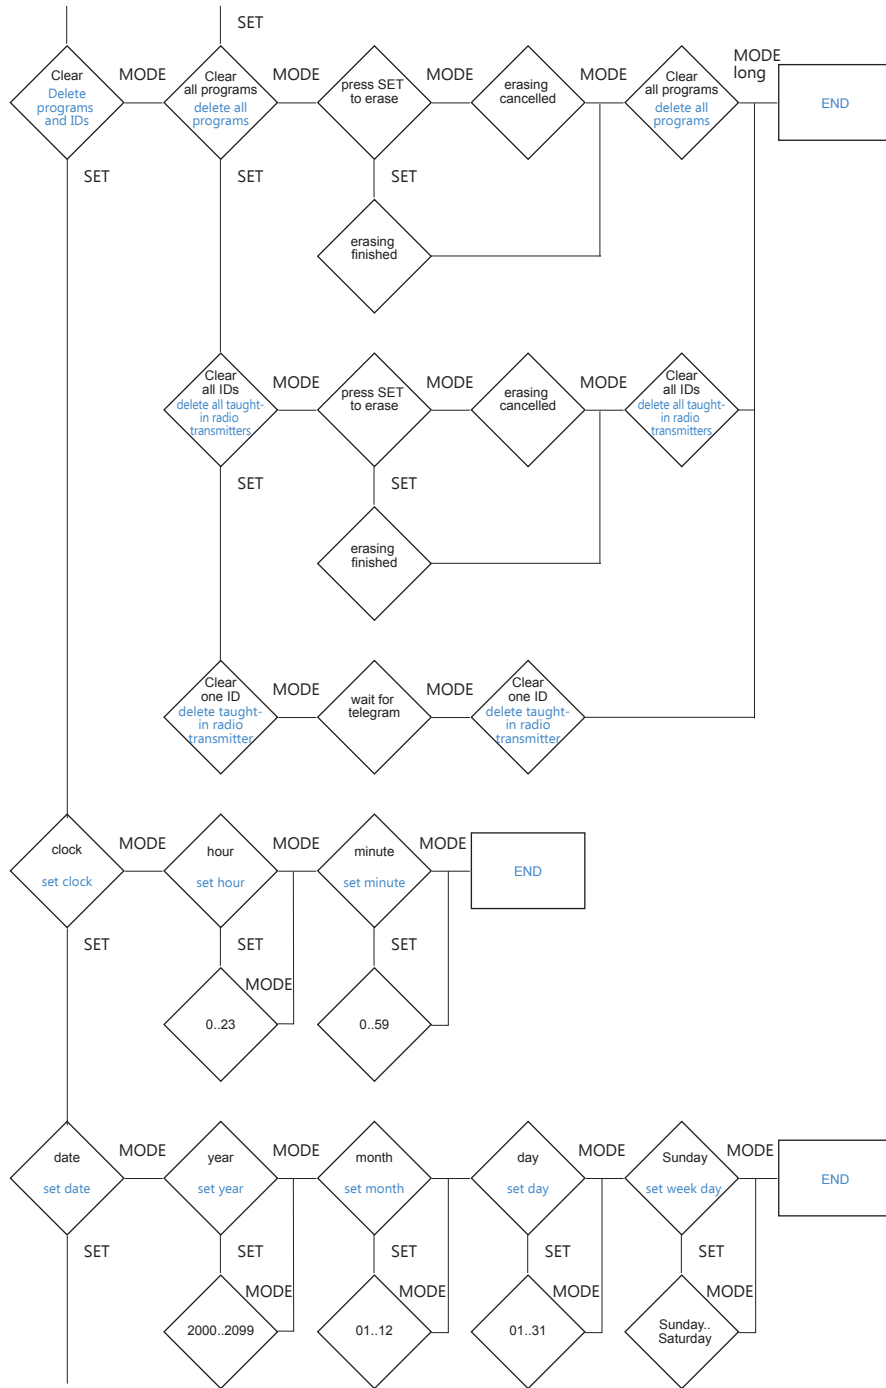 SET
MODE
MODE
MODE
MODE
MODE
long
Clear
Delete
programs
and IDs
Clear
all programs
delete all
programs
press SET
to erase
erasing
cancelled
Clear
all programs
delete all
programs
END
SET
SET
SET
erasing
finished
MODE
MODE
MODE
Clear
all IDs
delete all taught-
in radio
transmitters
press SET
to erase
erasing
cancelled
Clear
all IDs
delete all taught-
in radio
transmitters
SET
SET
erasing
finished
MODE
MODE
Clear
one ID
delete taught-
in radio
transmitter
wait for
telegram
Clear
one ID
delete taught-
in radio
transmitter
MODE
MODE
MODE
clock
set clock
hour
set hour
minute
set minute
END
SET
SET
SET
MODE
0..23
0..59
MODE
MODE
MODE
MODE
MODE
date
set date
year
set year
month
set month
day
set day
Sunday
set week day
END
SET
SET
SET
SET
SET
MODE
MODE
MODE
MODE
2000..2099
01..12
01..31
Sunday..
Saturday